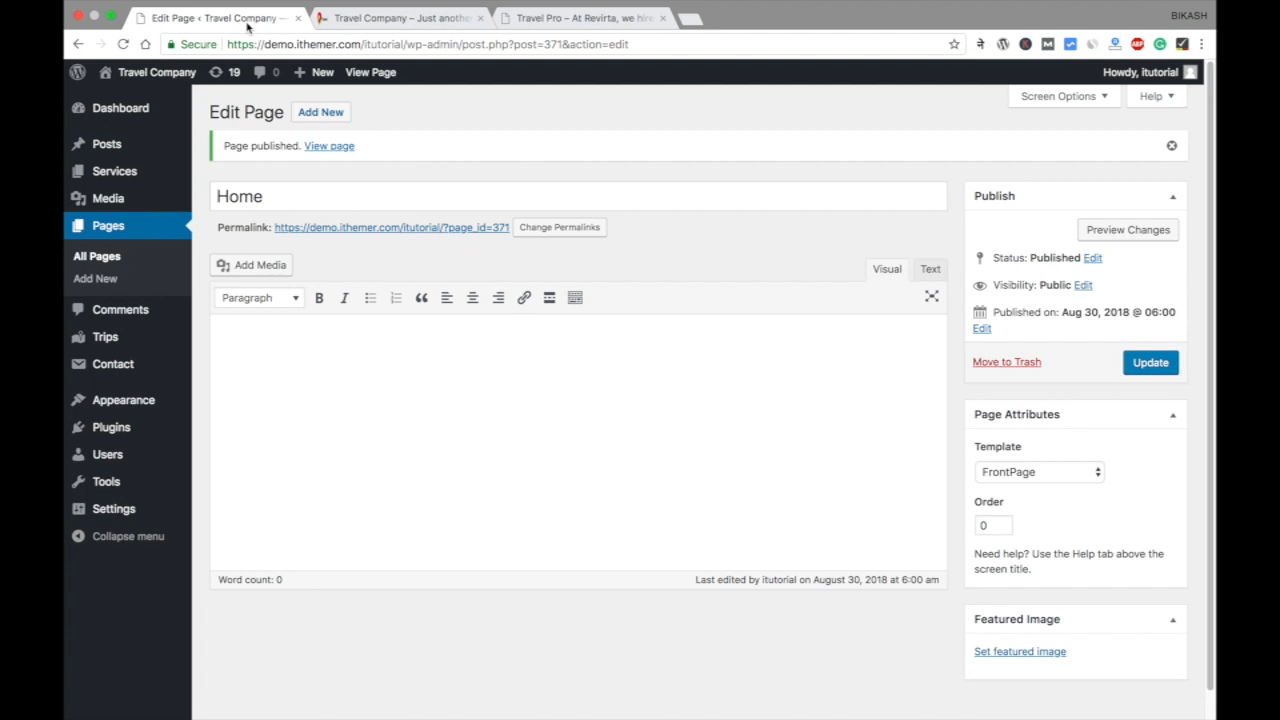 Edit Page ‹ Travel Company —
Travel Company – Just another
Travel Pro – At Revirta, we hire
BIKASH
Secure https://demo.ithemer.com/itutorial/wp-admin/post.php?post=371&action=edit
Travel Company 19 0 New View Page Howdy, itutorial
Screen Options Help
Dashboard
Posts
Services
Media
Pages
All Pages
Add New
Comments
Trips
Contact
Appearance
Plugins
Users
Tools
Settings
Collapse menu
Edit Page Add New
Page published. View page
Home
Permalink: https://demo.ithemer.com/itutorial/?page_id=371 Change Permalinks
Add Media
Visual Text
Paragraph B I
Word count: 0 Last edited by itutorial on August 30, 2018 at 6:00 am
Publish
Preview Changes
Status: Published Edit
Visibility: Public Edit
Published on: Aug 30, 2018 @ 06:00
Edit
Move to Trash Update
Page Attributes
Template
FrontPage
Order
0
Need help? Use the Help tab above the
screen title.
Featured Image
Set featured image